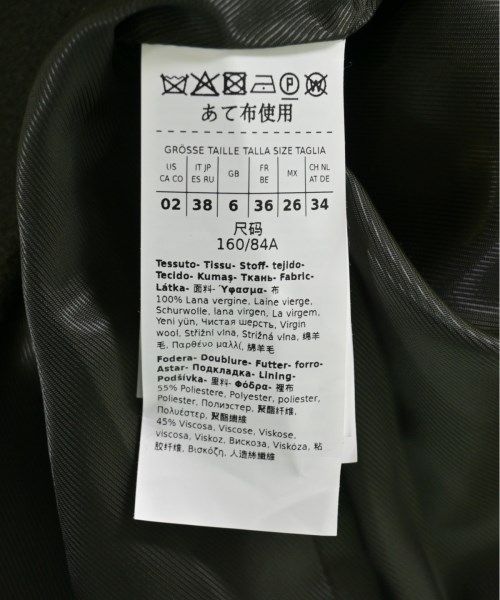 P W
あて布使用
GRÖSSE TAILLE TALLA SIZE TAGLIA
US CA CO | IT JP ES RU | GB | FR BE | MX | CH NL AT DE
02 | 38 | 6 | 36 | 26 | 34
尺码
160/84A
Tessuto- Tissu- Stoff- tejido-
Tecido- Kumaş- Ткань- Fabric-
Látka- 面料- Ύφασμα- 布
100% Lana vergine, Laine vierge,
Schurwolle, lana virgen, La virgem,
Yeni yün, Чистая шерсть, Virgin
wool, Střižní vlna, Strižná vlna, 绵羊
毛, Παρθένο μαλλί, 綿羊毛
Fodera- Doublure- Futter- forro-
Astar- Подкладка- Lining-
Podšívka- 里料- Φόδρα- 裡布
55% Poliestere, Polyester, poliester,
Poliester, Полиэстер, 聚酯纤维,
Πολυέστερ, 聚酯纖維
45% Viscosa, Viscose, Viskose,
viscosa, Viskoz, Вискоза, Viskóza, 粘
胶纤维, Βισκόζη, 人造絲纖維